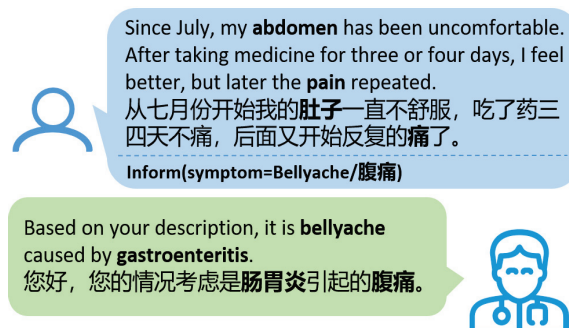 Since July, my abdomen has been uncomfortable.
After taking medicine for three or four days, I feel
better, but later the pain repeated.
从七月份开始我的肚子一直不舒服，吃了药三
四天不痛，后面又开始反复的痛了。
Inform(symptom=Bellyache/腹痛)
Based on your description, it is bellyache
caused by gastroenteritis.
您好，您的情况考虑是肠胃炎引起的腹痛。